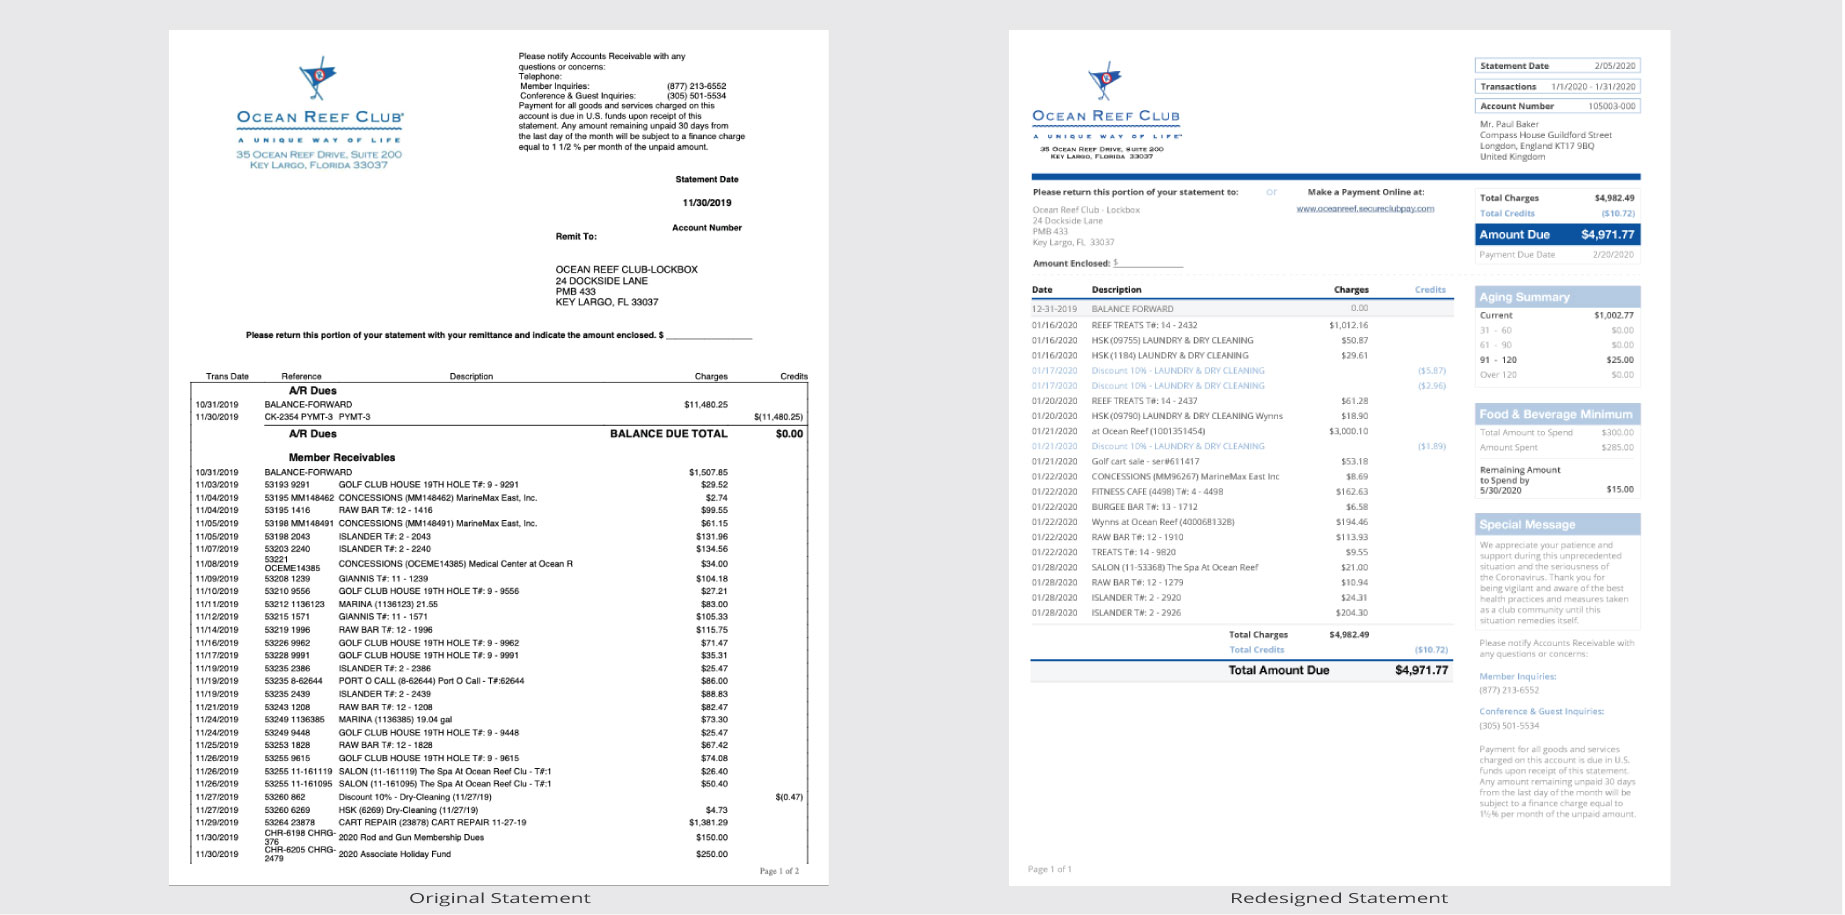 OCEAN REEF CLUB®
A UNIQUE WAY OF LIFE
35 OCEAN REEF DRIVE, SUITE 200
KEY LARGO, FLORIDA 33037
Please notify Accounts Receivable with any
questions or concerns:
Telephone:
Member Inquiries: (877) 213-6552
Conference & Guest Inquiries: (305) 501-5534
Payment for all goods and services charged on this
account is due in U.S. funds upon receipt of this
statement. Any amount remaining unpaid 30 days from
the last day of the month will be subject to a finance charge
equal to 1 1/2 % per month of the unpaid amount.
Statement Date
11/30/2019
Account Number
Remit To:
OCEAN REEF CLUB-LOCKBOX
24 DOCKSIDE LANE
PMB 433
KEY LARGO, FL 33037
Please return this portion of your statement with your remittance and indicate the amount enclosed. $ ________________
Trans Date Reference Description Charges Credits
A/R Dues
10/31/2019 BALANCE-FORWARD $11,480.25
11/30/2019 CK-2354 PYMT-3 PYMT-3 $(11,480.25)
A/R Dues BALANCE DUE TOTAL $0.00
Member Receivables
10/31/2019 BALANCE-FORWARD $1,507.85
11/03/2019 53193 9291 GOLF CLUB HOUSE 19TH HOLE T#: 9 - 9291 $29.52
11/04/2019 53195 MM148462 CONCESSIONS (MM148462) MarineMax East, Inc. $2.74
11/04/2019 53195 1416 RAW BAR T#: 12 - 1416 $99.55
11/05/2019 53198 MM148491 CONCESSIONS (MM148491) MarineMax East, Inc. $61.15
11/05/2019 53198 2043 ISLANDER T#: 2 - 2043 $131.96
11/07/2019 53203 2240 ISLANDER T#: 2 - 2240 $134.56
11/08/2019 53221 OCEME14385 CONCESSIONS (OCEME14385) Medical Center at Ocean R $34.00
11/09/2019 53208 1239 GIANNIS T#: 11 - 1239 $104.18
11/10/2019 53210 9556 GOLF CLUB HOUSE 19TH HOLE T#: 9 - 9556 $27.21
11/11/2019 53212 1136123 MARINA (1136123) 21.55 $83.00
11/12/2019 53215 1571 GIANNIS T#: 11 - 1571 $105.33
11/14/2019 53219 1996 RAW BAR T#: 12 - 1996 $115.75
11/16/2019 53226 9962 GOLF CLUB HOUSE 19TH HOLE T#: 9 - 9962 $71.47
11/17/2019 53228 9991 GOLF CLUB HOUSE 19TH HOLE T#: 9 - 9991 $35.31
11/19/2019 53235 2386 ISLANDER T#: 2 - 2386 $25.47
11/19/2019 53235 8-62644 PORT O CALL (8-62644) Port O Call - T#:62644 $86.00
11/19/2019 53235 2439 ISLANDER T#: 2 - 2439 $88.83
11/21/2019 53243 1208 RAW BAR T#: 12 - 1208 $82.47
11/24/2019 53249 1136385 MARINA (1136385) 19.04 gal $73.30
11/24/2019 53249 9448 GOLF CLUB HOUSE 19TH HOLE T#: 9 - 9448 $25.47
11/25/2019 53253 1828 RAW BAR T#: 12 - 1828 $67.42
11/26/2019 53255 9615 GOLF CLUB HOUSE 19TH HOLE T#: 9 - 9615 $74.08
11/26/2019 53255 11-161119 SALON (11-161119) The Spa At Ocean Reef Clu - T#:1 $26.40
11/26/2019 53255 11-161095 SALON (11-161095) The Spa At Ocean Reef Clu - T#:1 $50.40
11/27/2019 53260 862 Discount 10% - Dry-Cleaning (11/27/19) $(0.47)
11/27/2019 53260 6269 HSK (6269) Dry-Cleaning (11/27/19) $4.73
11/29/2019 53264 23878 CART REPAIR (23878) CART REPAIR 11-27-19 $1,381.29
11/30/2019 CHR-6198 CHRG-376 2020 Rod and Gun Membership Dues $150.00
11/30/2019 CHR-6205 CHRG-2479 2020 Associate Holiday Fund $250.00
Page 1 of 2
Original Statement
OCEAN REEF CLUB
A UNIQUE WAY OF LIFE™
35 OCEAN REEF DRIVE, SUITE 200
KEY LARGO, FLORIDA 33037
Statement Date 2/05/2020
Transactions 1/1/2020 - 1/31/2020
Account Number 105003-000
Mr. Paul Baker
Compass House Guildford Street
Longdon, England KT17 9BQ
United Kingdom
Please return this portion of your statement to: or Make a Payment Online at:
Ocean Reef Club - Lockbox www.oceanreef.secureclubpay.com
24 Dockside Lane
PMB 433
Key Largo, FL 33037
Amount Enclosed: $ ______________
Total Charges $4,982.49
Total Credits ($10.72)
Amount Due $4,971.77
Payment Due Date 2/20/2020
Date Description Charges Credits
12-31-2019 BALANCE FORWARD 0.00
01/16/2020 REEF TREATS T#: 14 - 2432 $1,012.16
01/16/2020 HSK (09755) LAUNDRY & DRY CLEANING $50.87
01/16/2020 HSK (1184) LAUNDRY & DRY CLEANING $29.61
01/17/2020 Discount 10% - LAUNDRY & DRY CLEANING ($5.87)
01/17/2020 Discount 10% - LAUNDRY & DRY CLEANING ($2.96)
01/20/2020 REEF TREATS T#: 14 - 2437 $61.28
01/20/2020 HSK (09790) LAUNDRY & DRY CLEANING Wynns $18.90
01/21/2020 at Ocean Reef (1001351454) $3,000.10
01/21/2020 Discount 10% - LAUNDRY & DRY CLEANING ($1.89)
01/21/2020 Golf cart sale - ser#611417 $53.18
01/22/2020 CONCESSIONS (MM96267) MarineMax East Inc $8.69
01/22/2020 FITNESS CAFE (4498) T#: 4 - 4498 $162.63
01/22/2020 BURGEE BAR T#: 13 - 1712 $6.58
01/22/2020 Wynns at Ocean Reef (4000681328) $194.46
01/22/2020 RAW BAR T#: 12 - 1910 $113.93
01/22/2020 TREATS T#: 14 - 9820 $9.55
01/28/2020 SALON (11-53368) The Spa At Ocean Reef $21.00
01/28/2020 RAW BAR T#: 12 - 1279 $10.94
01/28/2020 ISLANDER T#: 2 - 2920 $24.31
01/28/2020 ISLANDER T#: 2 - 2926 $204.30
Total Charges $4,982.49
Total Credits ($10.72)
Total Amount Due $4,971.77
Aging Summary
Current $1,002.77
31 - 60 $0.00
61 - 90 $0.00
91 - 120 $25.00
Over 120 $0.00
Food & Beverage Minimum
Total Amount to Spend $300.00
Amount Spent $285.00
Remaining Amount
to Spend by
5/30/2020 $15.00
Special Message
We appreciate your patience and
support during this unprecedented
situation and the seriousness of
the Coronavirus. Thank you for
being vigilant and aware of the best
health practices and measures taken
as a club community until this
situation remedies itself.
Please notify Accounts Receivable with
any questions or concerns:
Member Inquiries:
(877) 213-6552
Conference & Guest Inquiries:
(305) 501-5534
Payment for all goods and services
charged on this account is due in U.S.
funds upon receipt of this statement.
Any amount remaining unpaid 30 days
from the last day of the month will be
subject to a finance charge equal to
1½% per month of the unpaid amount.
Page 1 of 1
Redesigned Statement